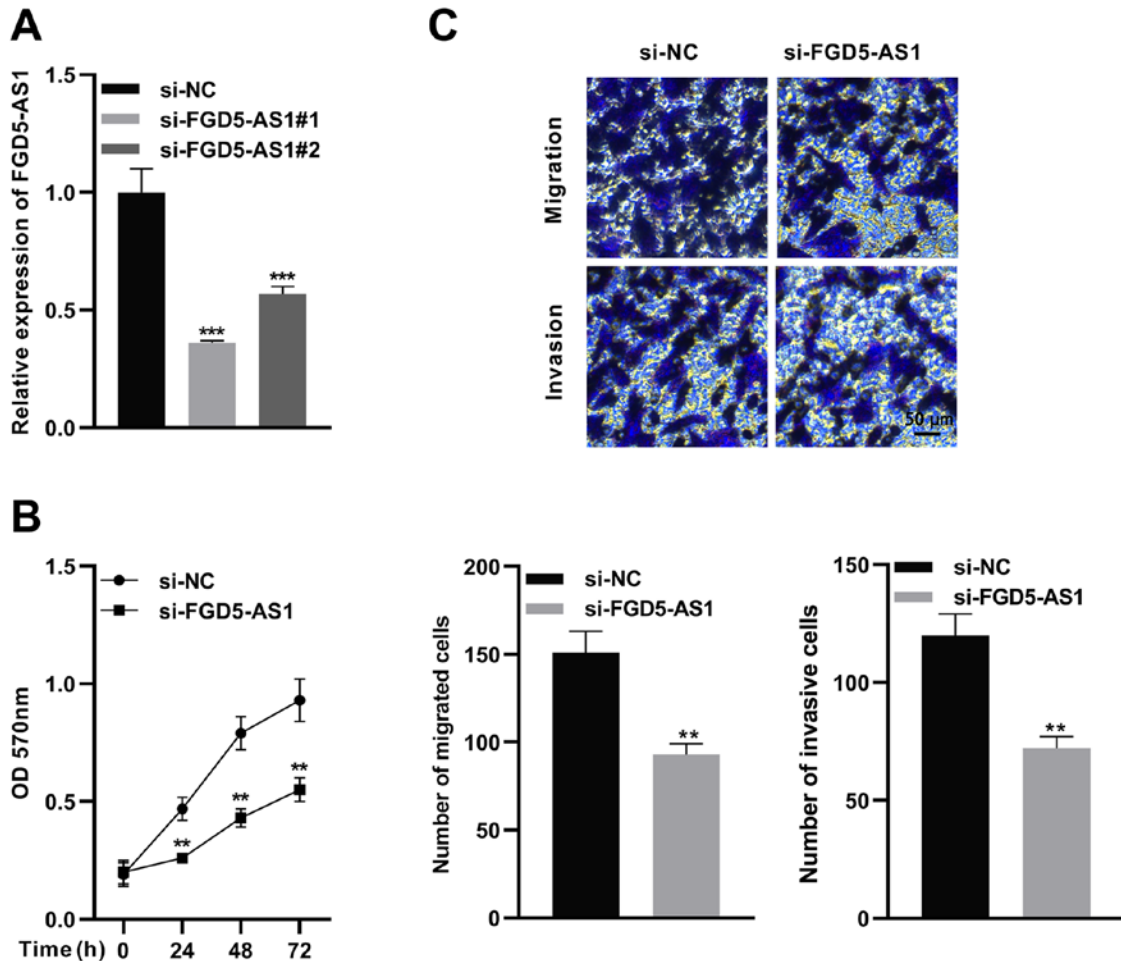 A
Relative expression of FGD5-AS1
1.5
1.0
0.5
0.0
si-NC
si-FGD5-AS1#1
si-FGD5-AS1#2
***
***
C
si-NC
si-FGD5-AS1
Migration
Invasion
50 μm
B
OD 570nm
1.5
1.0
0.5
0.0
si-NC
si-FGD5-AS1
**
**
**
Time (h) 0 24 48 72
Number of migrated cells
200
150
100
50
0
si-NC
si-FGD5-AS1
**
Number of invasive cells
150
100
50
0
si-NC
si-FGD5-AS1
**